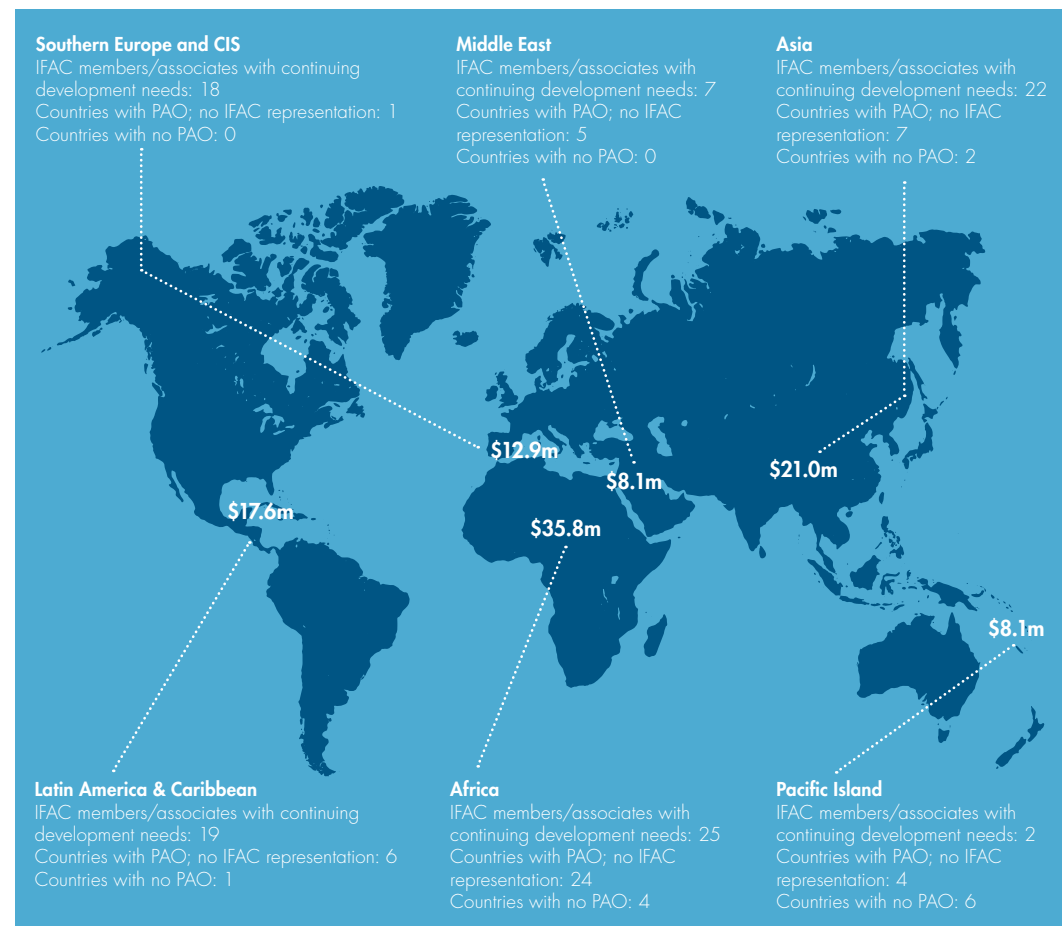 Southern Europe and CIS
IFAC members/associates with continuing
development needs: 18
Countries with PAO; no IFAC representation: 1
Countries with no PAO: 0
Middle East
IFAC members/associates with
continuing development needs: 7
Countries with PAO; no IFAC
representation: 5
Countries with no PAO: 0
Asia
IFAC members/associates with
continuing development needs: 22
Countries with PAO; no IFAC
representation: 7
Countries with no PAO: 2
$12.9m
$8.1m
$21.0m
$17.6m
$35.8m
$8.1m
Latin America & Caribbean
IFAC members/associates with continuing
development needs: 19
Countries with PAO; no IFAC representation: 6
Countries with no PAO: 1
Africa
IFAC members/associates with
continuing development needs: 25
Countries with PAO; no IFAC
representation: 24
Countries with no PAO: 4
Pacific Island
IFAC members/associates with
continuing development needs: 2
Countries with PAO; no IFAC
representation: 4
Countries with no PAO: 6